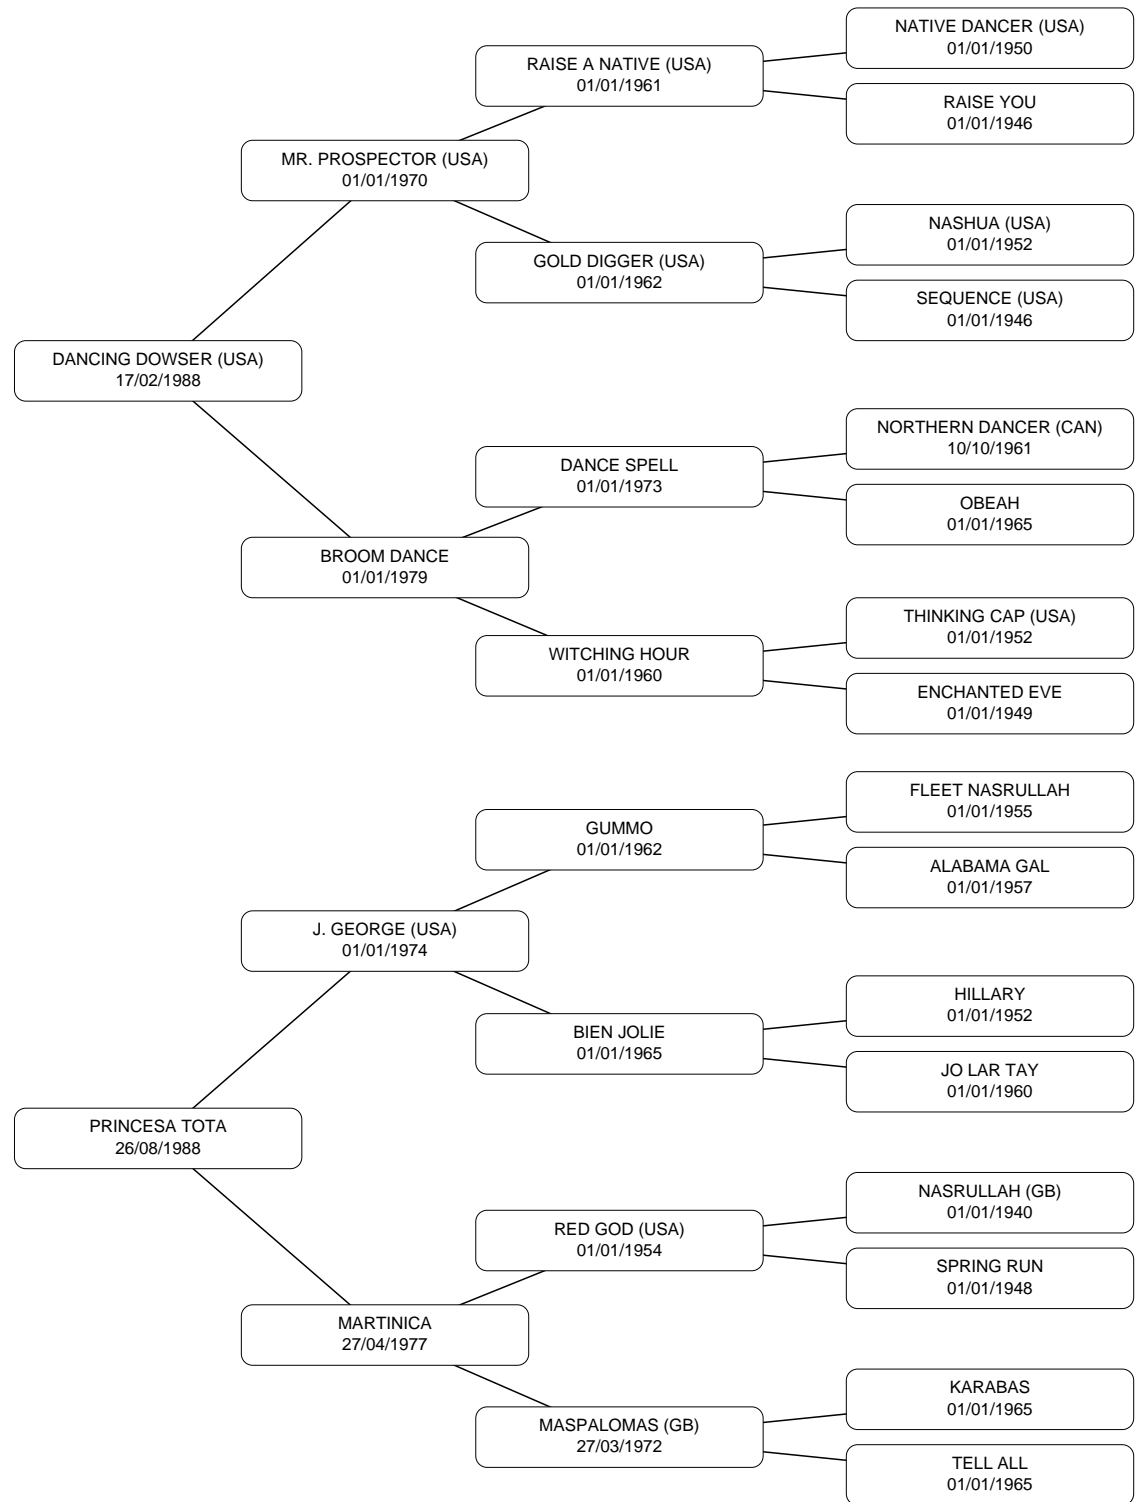 NATIVE DANCER (USA)
01/01/1950
RAISE A NATIVE (USA)
01/01/1961
RAISE YOU
01/01/1946
MR. PROSPECTOR (USA)
01/01/1970
NASHUA (USA)
01/01/1952
GOLD DIGGER (USA)
01/01/1962
SEQUENCE (USA)
01/01/1946
DANCING DOWSER (USA)
17/02/1988
NORTHERN DANCER (CAN)
10/10/1961
DANCE SPELL
01/01/1973
OBEAH
01/01/1965
BROOM DANCE
01/01/1979
THINKING CAP (USA)
01/01/1952
WITCHING HOUR
01/01/1960
ENCHANTED EVE
01/01/1949
FLEET NASRULLAH
01/01/1955
GUMMO
01/01/1962
ALABAMA GAL
01/01/1957
J. GEORGE (USA)
01/01/1974
HILLARY
01/01/1952
BIEN JOLIE
01/01/1965
JO LAR TAY
01/01/1960
PRINCESA TOTA
26/08/1988
NASRULLAH (GB)
01/01/1940
RED GOD (USA)
01/01/1954
SPRING RUN
01/01/1948
MARTINICA
27/04/1977
KARABAS
01/01/1965
MASPALOMAS (GB)
27/03/1972
TELL ALL
01/01/1965